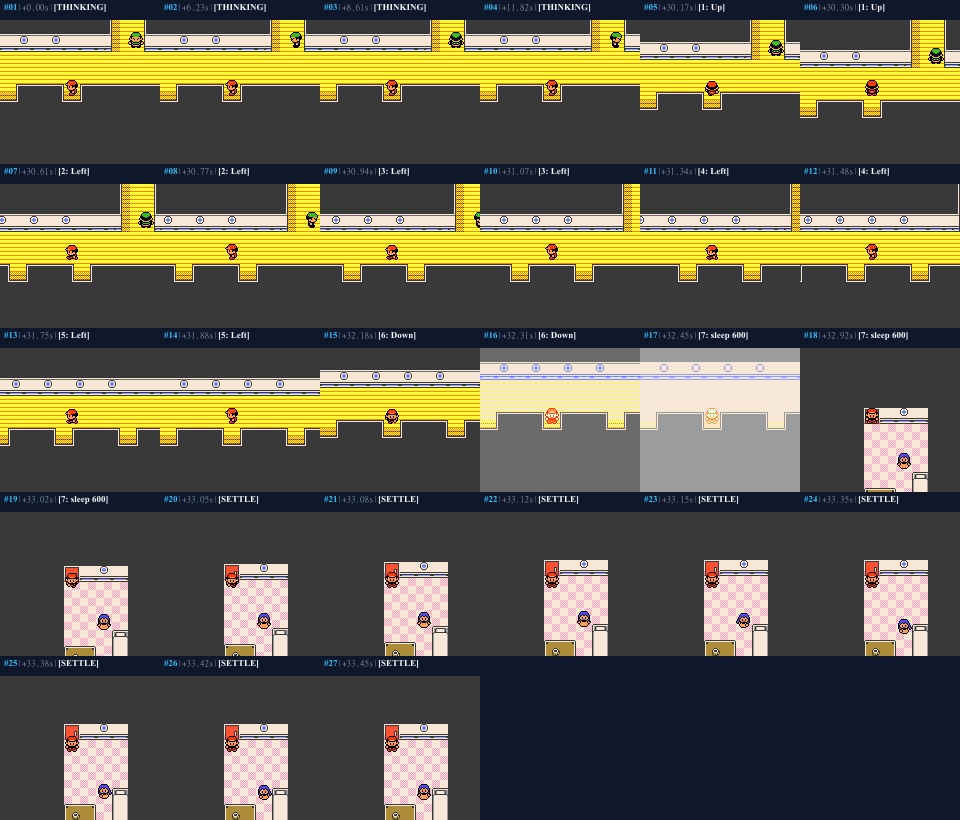 #01|+0.00s|[THINKING]
#02|+6.23s|[THINKING]
#03|+8.61s|[THINKING]
#04|+11.82s|[THINKING]
#05|+30.17s|[1: Up]
#06|+30.30s|[1: Up]
#07|+30.61s|[2: Left]
#08|+30.77s|[2: Left]
#09|+30.94s|[3: Left]
#10|+31.07s|[3: Left]
#11|+31.34s|[4: Left]
#12|+31.48s|[4: Left]
#13|+31.75s|[5: Left]
#14|+31.88s|[5: Left]
#15|+32.18s|[6: Down]
#16|+32.31s|[6: Down]
#17|+32.45s|[7: sleep 600]
#18|+32.92s|[7: sleep 600]
#19|+33.02s|[7: sleep 600]
#20|+33.05s|[SETTLE]
#21|+33.08s|[SETTLE]
#22|+33.12s|[SETTLE]
#23|+33.15s|[SETTLE]
#24|+33.35s|[SETTLE]
#25|+33.38s|[SETTLE]
#26|+33.42s|[SETTLE]
#27|+33.45s|[SETTLE]